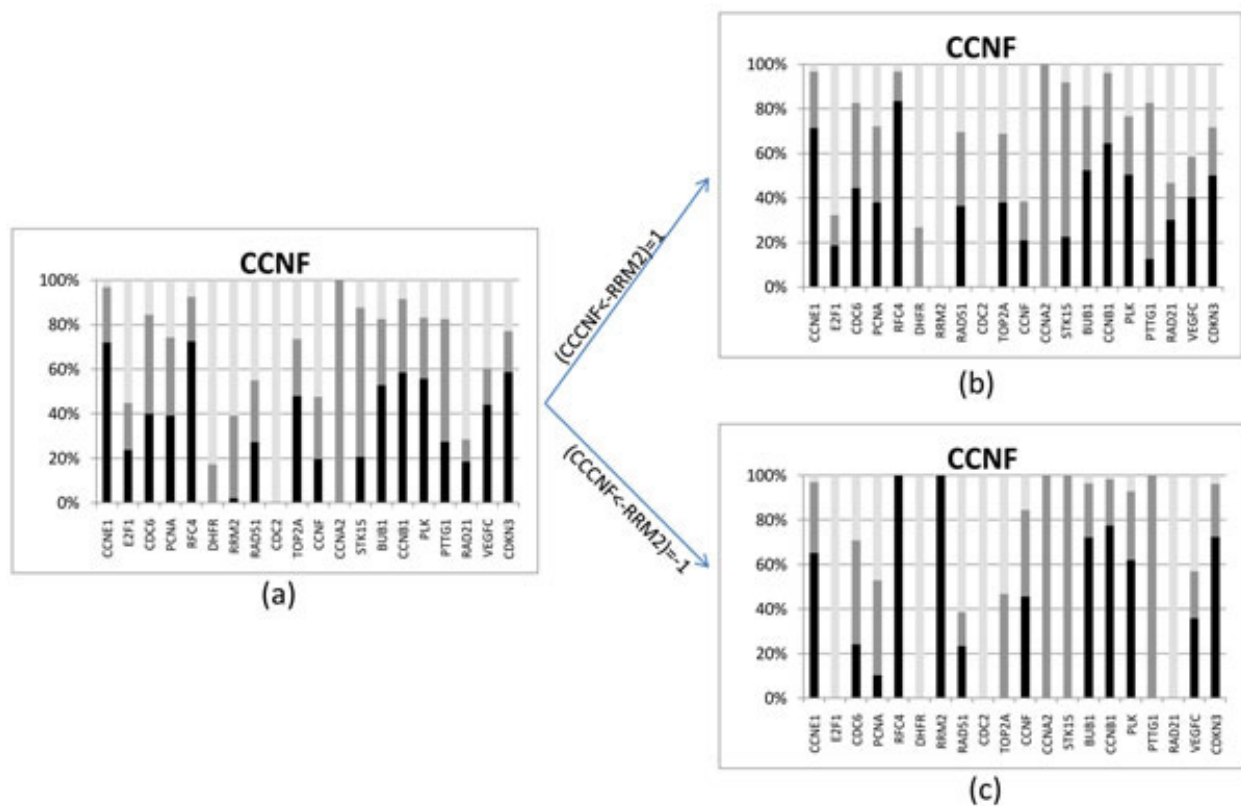 CCNF
100%
80%
60%
40%
20%
0%
CCNE1
E2F1
CDC6
PCNA
RFC4
DHFR
RRM2
RAD51
CDC2
TOP2A
CCNF
CCNA2
STK15
BUB1
CCNB1
PLK
PTTG1
RAD21
VEGFC
CDKN3
(a)
(CCCNF<-RRM2)=1
(CCCNF<-RRM2)=-1
CCNF
100%
80%
60%
40%
20%
0%
CCNE1
E2F1
CDC6
PCNA
RFC4
DHFR
RRM2
RAD51
CDC2
TOP2A
CCNF
CCNA2
STK15
BUB1
CCNB1
PLK
PTTG1
RAD21
VEGFC
CDKN3
(b)
CCNF
100%
80%
60%
40%
20%
0%
CCNE1
E2F1
CDC6
PCNA
RFC4
DHFR
RRM2
RAD51
CDC2
TOP2A
CCNF
CCNA2
STK15
BUB1
CCNB1
PLK
PTTG1
RAD21
VEGFC
CDKN3
(c)